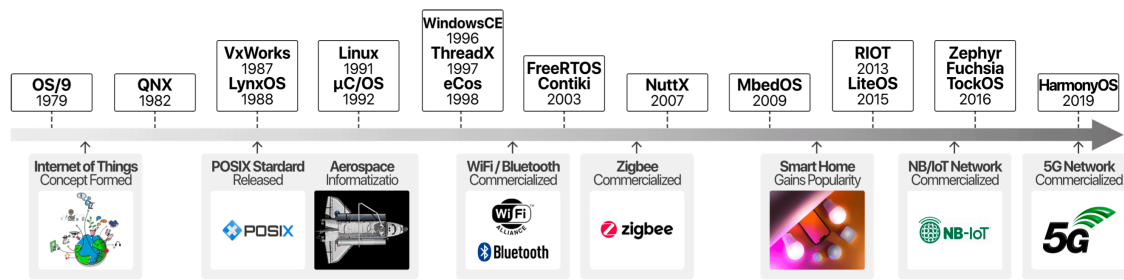 OS/9
1979
QNX
1982
VxWorks
1987
LynxOS
1988
Linux
1991
µC/OS
1992
WindowsCE
1996
ThreadX
1997
eCos
1998
FreeRTOS
Contiki
2003
NuttX
2007
MbedOS
2009
RIOT
2013
LiteOS
2015
Zephyr
Fuchsia
TockOS
2016
HarmonyOS
2019
Internet of Things
Concept Formed
POSIX Stardard
Released
POSIX
Aerospace
Informatizatio
WiFi / Bluetooth
Commercialized
Wi Fi
ALLIANCE
TM
Bluetooth
Zigbee
Commercialized
zigbee
Smart Home
Gains Popularity
NB/IoT Network
Commercialized
NB-IoT
5G Network
Commercialized
5G